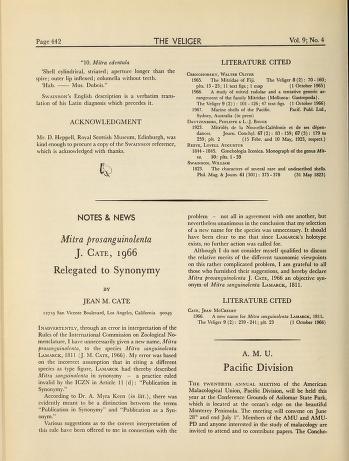 Page 442
THE VELIGER
Vol. 9; No. 4
"10. Mitra edentula
'Shell cylindrical, striated; aperture longer than the
spire; outer lip inflexed; columella without teeth.
'Hab. —— Mus. Dubois."
SWAINSON's English description is a verbatim trans-
lation of his Latin diagnosis which precedes it.
ACKNOWLEDGMENT
Mr. D. Heppell, Royal Scottish Museum, Edinburgh, was
kind enough to procure a copy of the SWAINSON reference,
which is acknowledged with thanks.
LITERATURE CITED
CERNOHORSKY, WALTER OLIVER
1965. The Mitridae of Fiji. The Veliger 8 (2): 70 - 160;
plts. 13 - 23; 11 text figs.; 1 map (1 October 1965)
1966. A study of mitrid radulae and a tentative generic ar-
rangement of the family Mitridae (Mollusca: Gastropoda).
The Veliger 9 (2): 101 - 126; 47 text figs. (1 October 1966)
1967. Marine shells of the Pacific. Pacif. Publ. Ltd.,
Sydney, Australia (in press)
DAUTZENBERG, PHILIPPE & L. J. BOUGE
1923. Mitridés de la Nouvelle-Calédonie et de ses dépen-
dances. Journ. Conchyl. 67 (2): 83 - 159; 67 (3): 179 to
259; plt. 2 (15 Febr. and 10 May, 1923, respect.)
REEVE, LOVELL AUGUSTUS
1844 - 1845. Conchologia Iconica. Monograph of the genus Mit-
ra. 10: plts. 1 - 39
SWAINSON, WILLIAM
1823. The characters of several rare and undescribed shells.
Phil. Mag. & Journ. 61 (301): 375 - 378 (31 May 1823)
NOTES & NEWS
Mitra prosanguinolenta
J. CATE, 1966
Relegated to Synonymy
BY
JEAN M. CATE
12719 San Vicente Boulevard, Los Angeles, California 90049
INADVERTENTLY, through an error in interpretation of the
Rules of the International Commission on Zoological No-
menclature, I have unnecessarily given a new name, Mitra
prosanguinolenta, to the species Mitra sanguinolenta
LAMARCK, 1811 (J. M. CATE, 1966). My error was based
on the incorrect assumption that in citing a different
species as type figure, LAMARCK had thereby described
Mitra sanguinolenta in synonymy — a practice ruled
invalid by the ICZN in Article 11 (d): "Publication in
Synonymy."
According to Dr. A. Myra Keen (in litt.), there was
evidently meant to be a distinction between the terms
"Publication in Synonymy" and "Publication as a Syn-
onym."
Various suggestions as to the correct interpretation of
this rule have been offered to me in connection with the
problem – not all in agreement with one another, but
nevertheless unanimous in the conclusion that my selection
of a new name for the species was unnecessary. It should
have been clear to me that since LAMARCK's holotype
exists, no further action was called for.
Although I do not consider myself qualified to discuss
the relative merits of the different taxonomic viewpoints
on this rather complicated problem, I am grateful to all
those who furnished their suggestions, and hereby declare
Mitra prosanguinolenta J. CATE, 1966 an objective syn-
onym of Mitra sanguinolenta LAMARCK, 1811.
LITERATURE CITED
CATE, JEAN MCCREERY
1966. A new name for Mitra sanguinolenta LAMARCK, 1811.
The Veliger 9 (2): 239 - 241; plt. 23 (1 October 1966)
A. M. U.
Pacific Division
THE TWENTIETH ANNUAL MEETING of the American
Malacological Union, Pacific Division, will be held this
year at the Conference Grounds of Asilomar State Park,
which is located at the ocean's edge on the beautiful
Monterey Peninsula. The meeting will convene on June
28th and end July 1st. Members of the AMU and AMU-
PD and anyone interested in the study of malacology are
invited to attend and to contribute papers. The Concho-